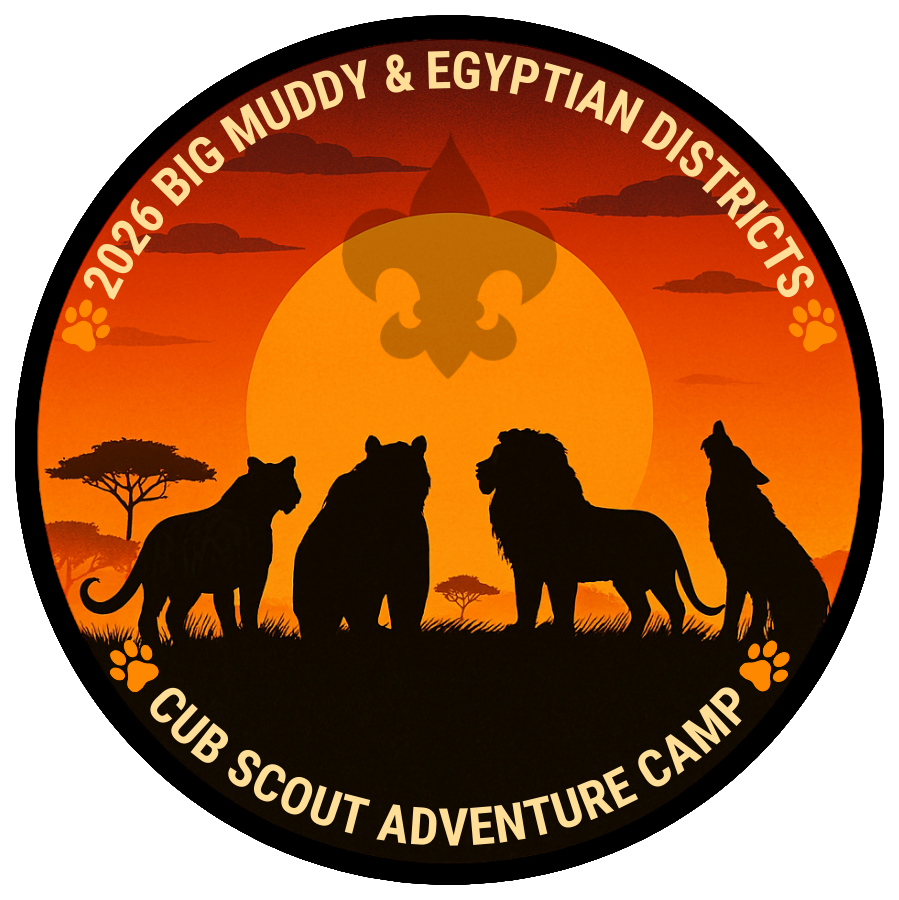 2026 BIG MUDDY & EGYPTIAN DISTRICTS
CUB SCOUT ADVENTURE CAMP